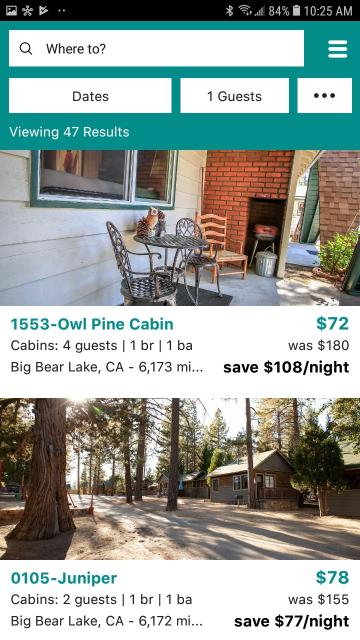 84% 10:25 AM
Where to?
Dates
1 Guests
Viewing 47 Results
1553-Owl Pine Cabin $72
Cabins: 4 guests | 1 br | 1 ba was $180
Big Bear Lake, CA - 6,173 mi... save $108/night
0105-Juniper $78
Cabins: 2 guests | 1 br | 1 ba was $155
Big Bear Lake, CA - 6,172 mi... save $77/night